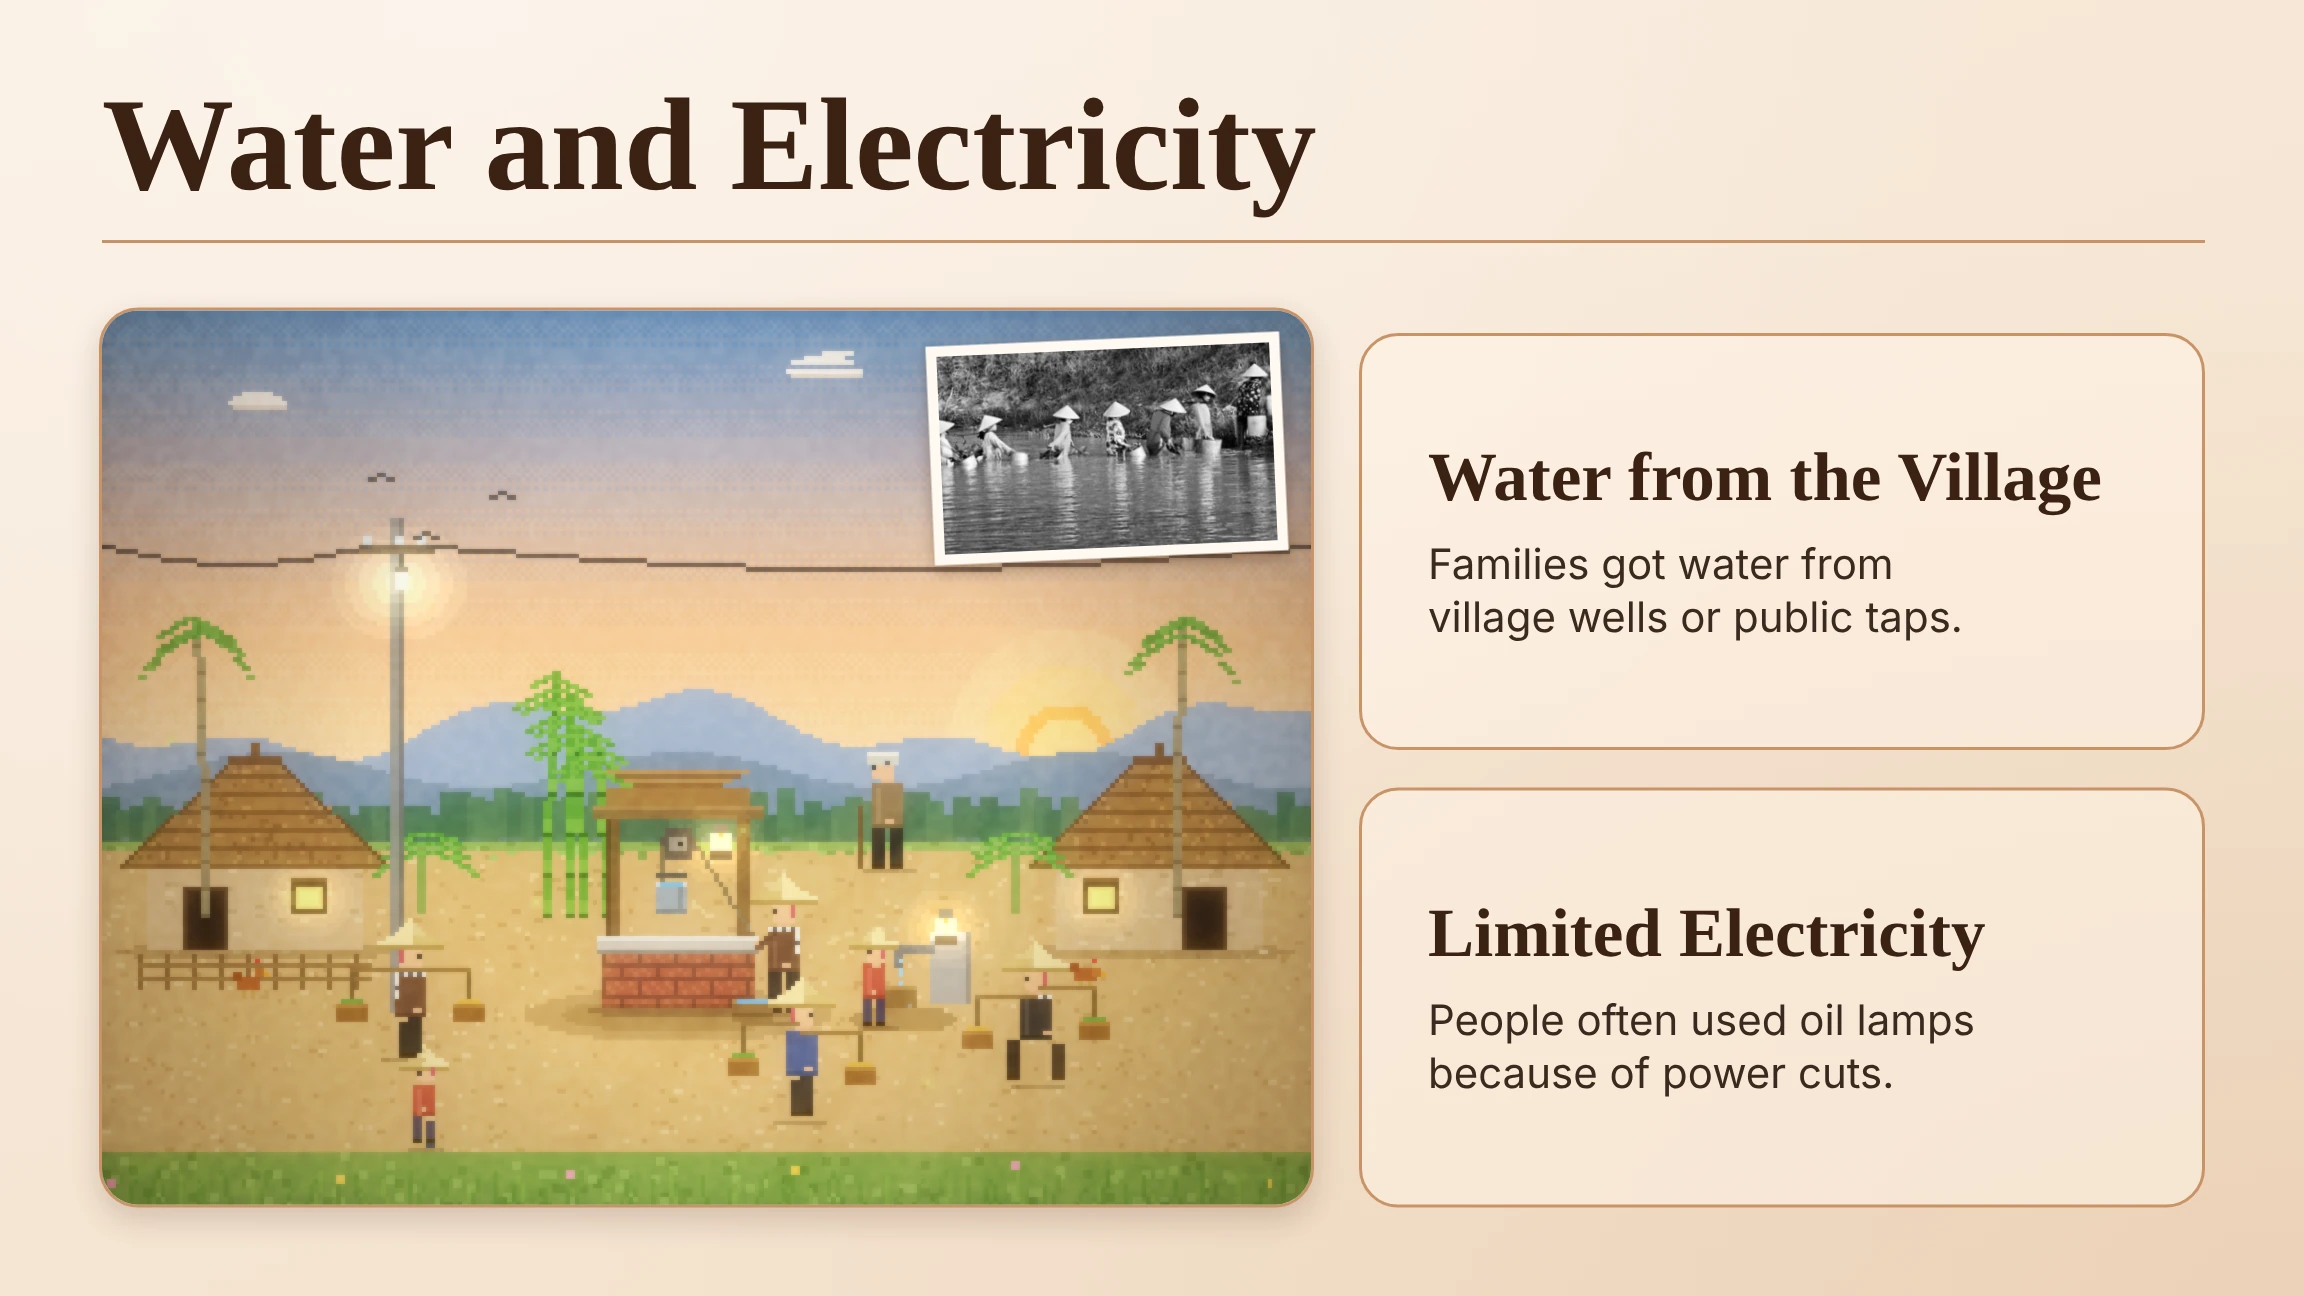 Water and Electricity
Water from the Village
Families got water from
village wells or public taps.
Limited Electricity
People often used oil lamps
because of power cuts.